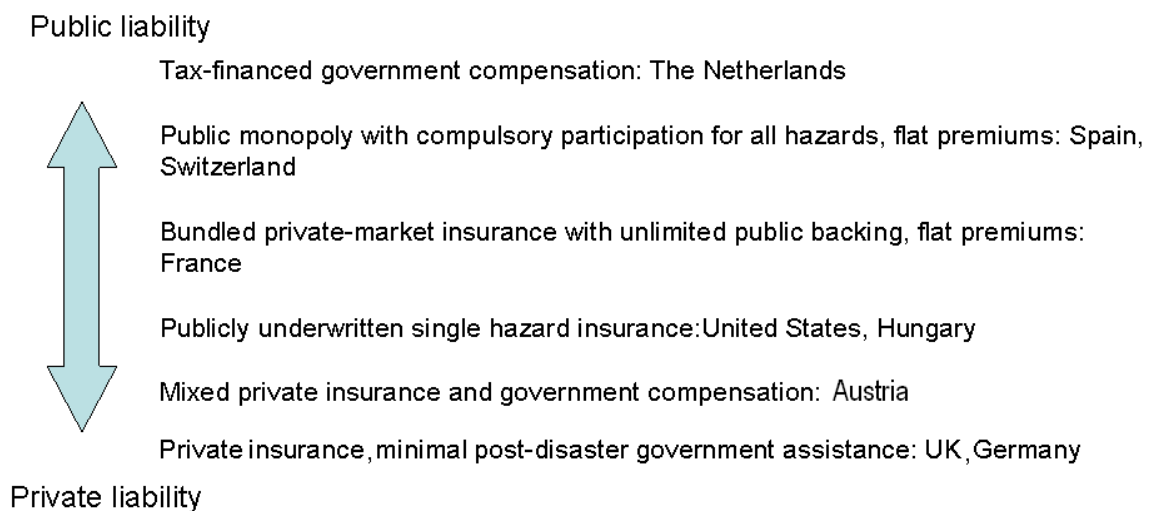 Public liability
Tax-financed government compensation: The Netherlands
Public monopoly with compulsory participation for all hazards, flat premiums: Spain,
Switzerland
Bundled private-market insurance with unlimited public backing, flat premiums:
France
Publicly underwritten single hazard insurance:United States, Hungary
Mixed private insurance and government compensation: Austria
Private insurance,minimal post-disaster government assistance: UK,Germany
Private liability